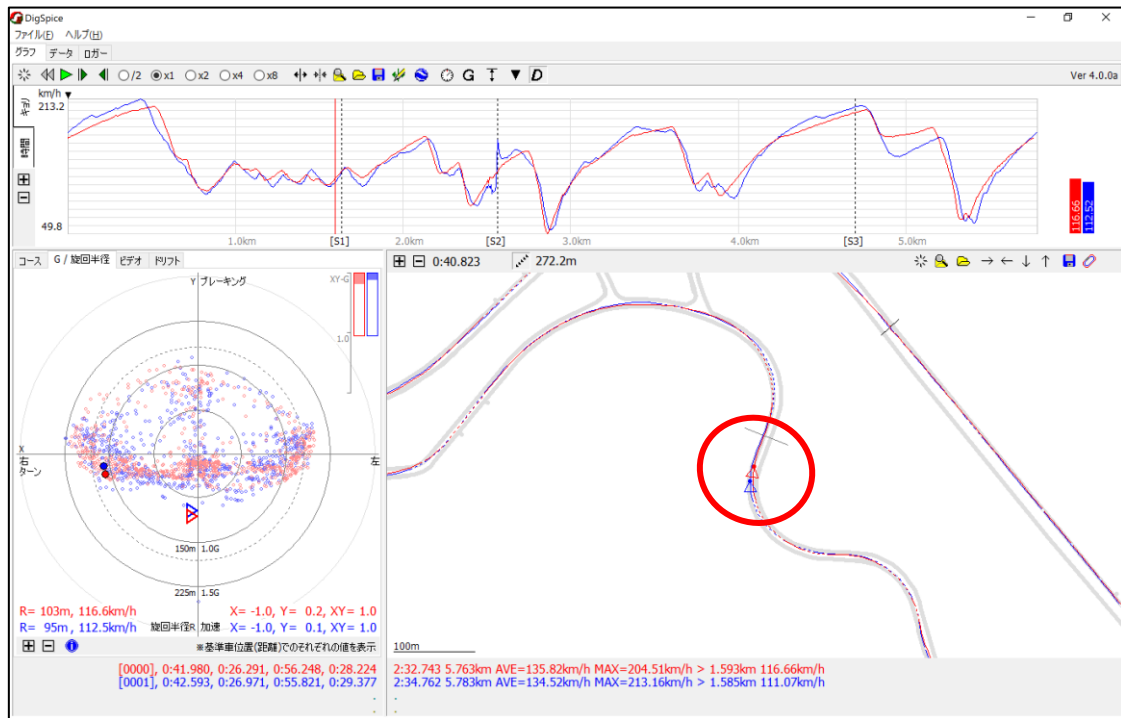 DigSpice
ファイル(F) ヘルプ(H)
グラフ データ ロガー
/2 x1 x2 x4 x8 G D Ver 4.0.0a
km/h ▼
213.2
キョリ
時間
49.8
1.0km [S1] 2.0km [S2] 3.0km 4.0km [S3] 5.0km
116.66
112.52
コース G / 旋回半径 ビデオ ドリフト
0:40.823 272.2m
Y ブレーキング
XY-G
1.0
X
右
ターン
左
150m 1.0G
225m 1.5G
R= 103m, 116.6km/h X= -1.0, Y= 0.2, XY= 1.0
R= 95m, 112.5km/h 旋回半径R 加速 X= -1.0, Y= 0.1, XY= 1.0
※基準車位置(距離)でのそれぞれの値を表示
100m
[0000], 0:41.980, 0:26.291, 0:56.248, 0:28.224
[0001], 0:42.593, 0:26.971, 0:55.821, 0:29.377
2:32.743 5.763km AVE=135.82km/h MAX=204.51km/h > 1.593km 116.66km/h
2:34.762 5.783km AVE=134.52km/h MAX=213.16km/h > 1.585km 111.07km/h